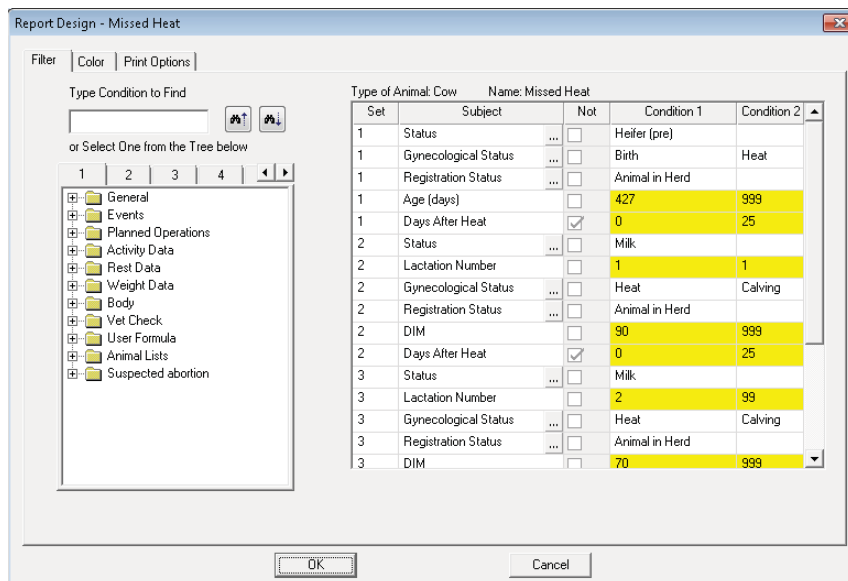 Report Design - Missed Heat
Filter Color Print Options
Type Condition to Find
or Select One from the Tree below
1 2 3 4
General
Events
Planned Operations
Activity Data
Rest Data
Weight Data
Body
Vet Check
User Formula
Animal Lists
Suspected abortion
Type of Animal: Cow Name: Missed Heat
Set Subject Not Condition 1 Condition 2
1 Status ... Heifer (pre)
1 Gynecological Status ... Birth Heat
1 Registration Status ... Animal in Herd
1 Age (days) 427 999
1 Days After Heat 0 25
2 Status ... Milk
2 Lactation Number 1 1
2 Gynecological Status ... Heat Calving
2 Registration Status ... Animal in Herd
2 DIM 90 999
2 Days After Heat 0 25
3 Status ... Milk
3 Lactation Number 2 99
3 Gynecological Status ... Heat Calving
3 Registration Status ... Animal in Herd
3 DIM 70 999
OK Cancel